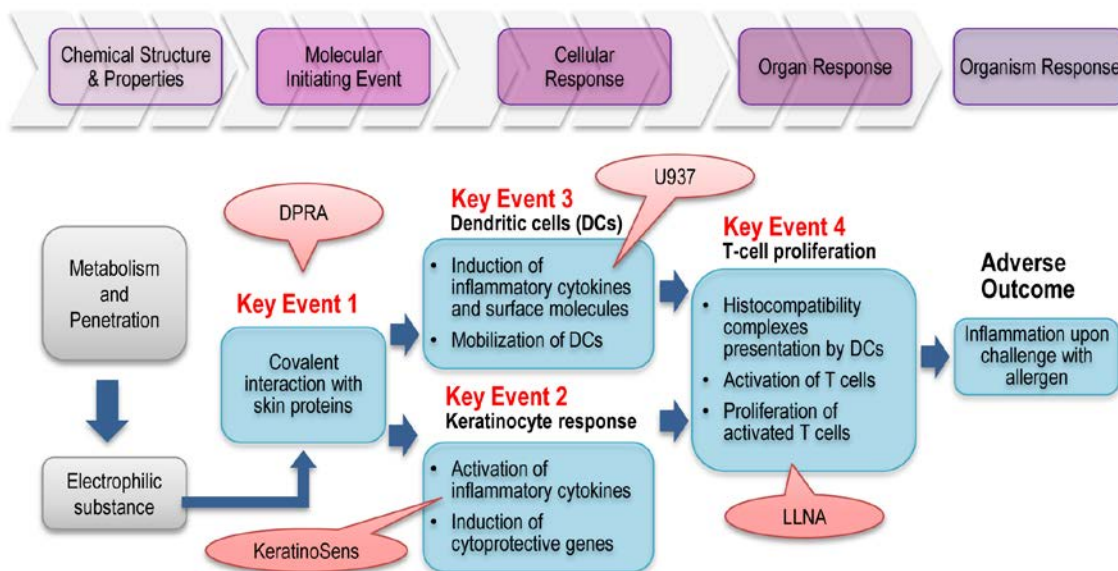 Chemical Structure
& Properties
Molecular
Initiating Event
Cellular
Response
Organ Response
Organism Response
DPRA
U937
Key Event 3
Dendritic cells (DCs)
• Induction of
inflammatory cytokines
and surface molecules
• Mobilization of DCs
Key Event 4
T-cell proliferation
• Histocompatibility
complexes
presentation by DCs
• Activation of T cells
• Proliferation of
activated T cells
Adverse
Outcome
Inflammation upon
challenge with
allergen
Metabolism
and
Penetration
Key Event 1
Covalent
interaction with
skin proteins
Key Event 2
Keratinocyte response
• Activation of
inflammatory cytokines
• Induction of
cytoprotective genes
Electrophilic
substance
KeratinoSens
LLNA